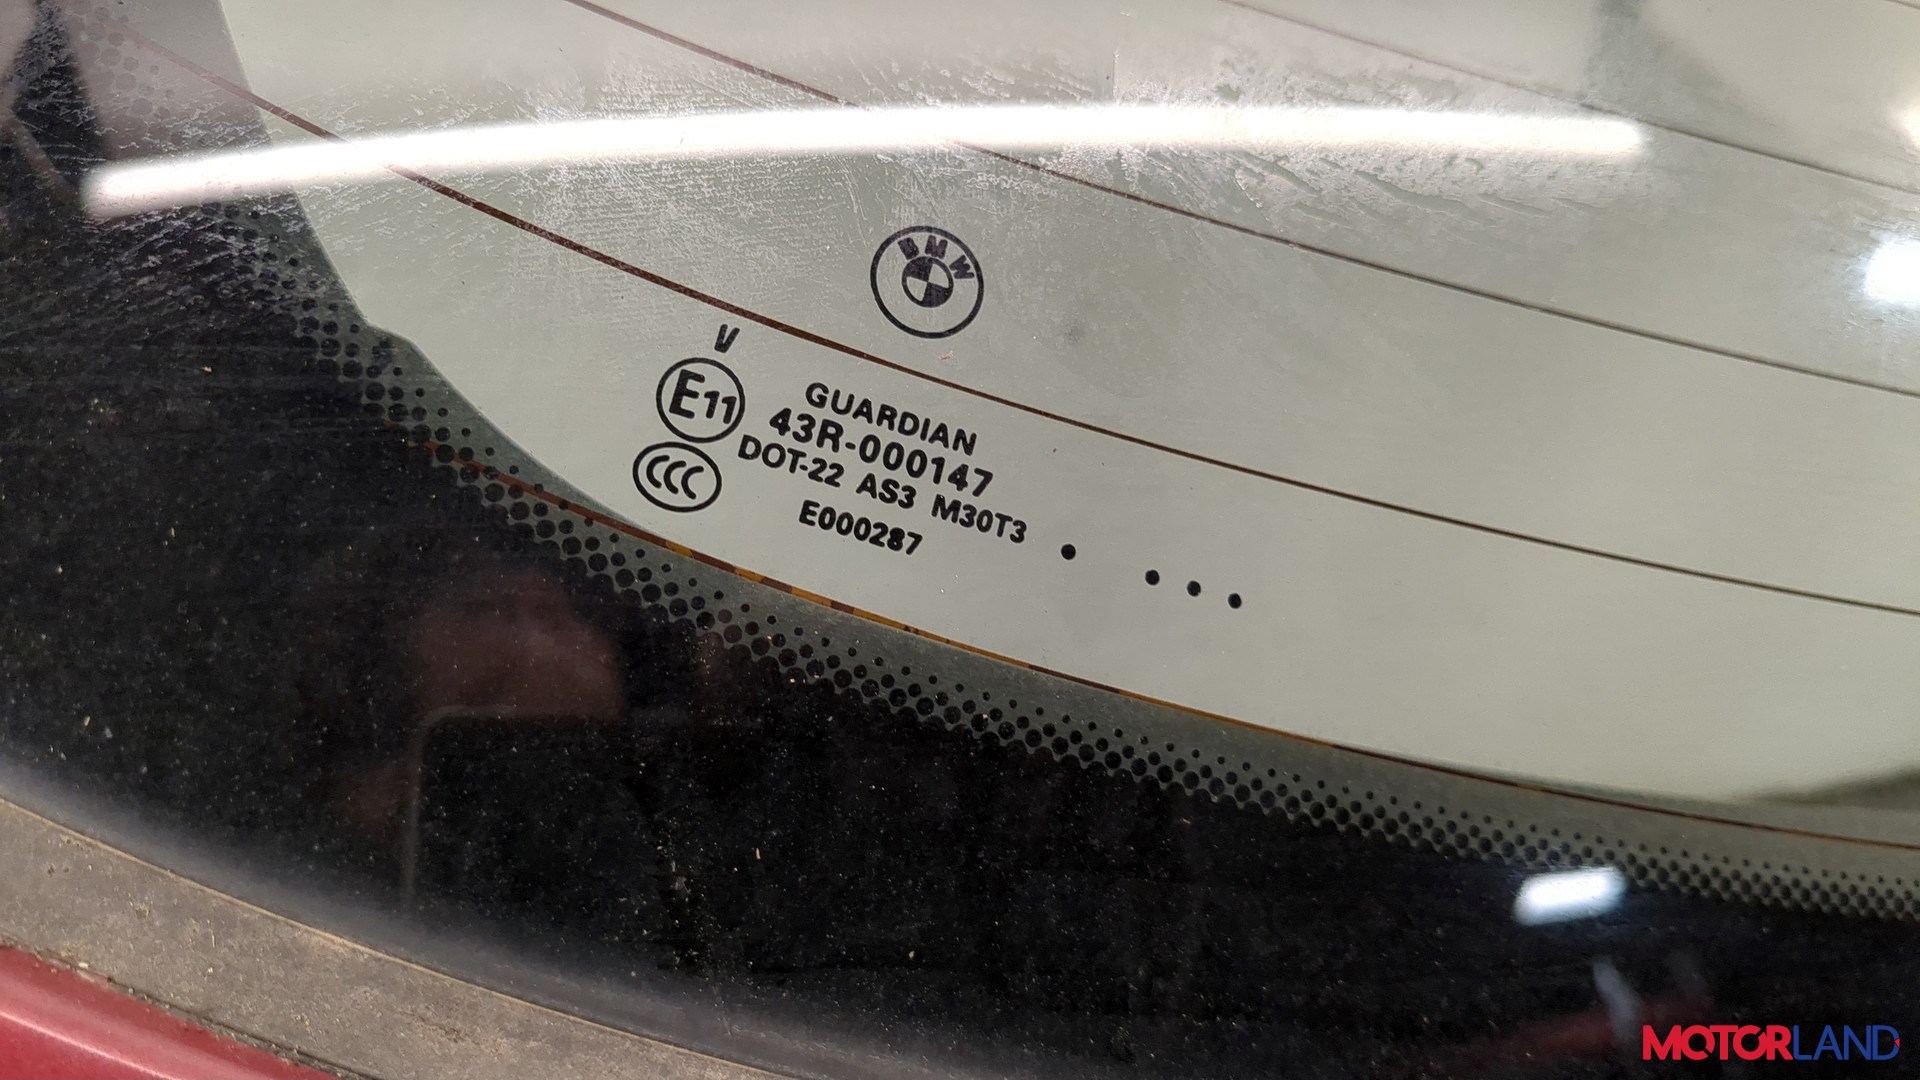 BMW
V
E11
GUARDIAN
43R-000147
CCC
DOT-22 AS3 M30T3
E000287
MOTORLAND